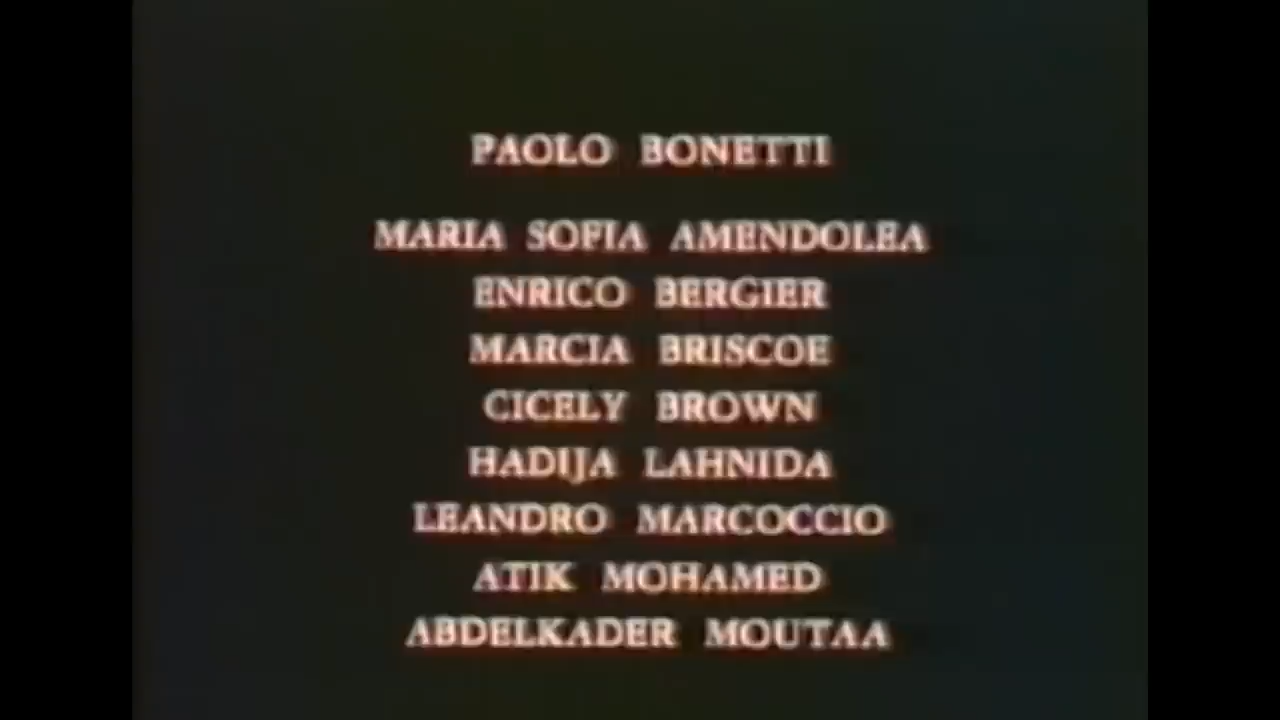 PAOLO BONETTI
MARIA SOFIA AMENDOLEA
ENRICO BERGIER
MARCIA BRISCOE
CICELY BROWN
HADIJA LAHNIDA
LEANDRO MARCOCCIO
ATIK MOHAMED
ABDELKADER MOUTAA